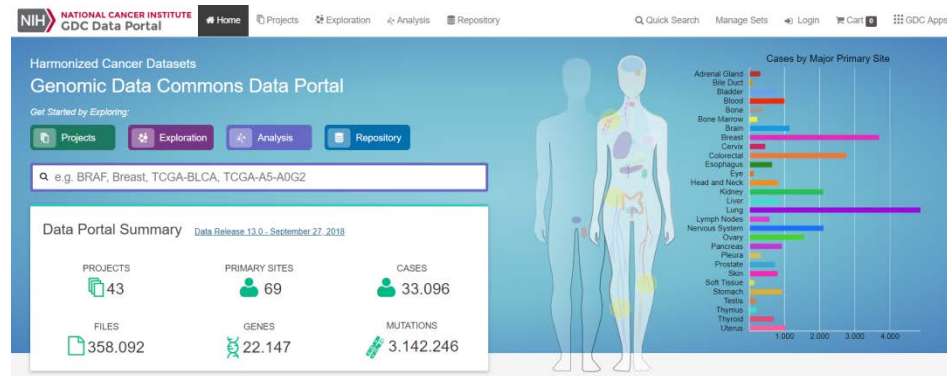 NIH NATIONAL CANCER INSTITUTE
GDC Data Portal
Home Projects Exploration Analysis Repository
Quick Search Manage Sets Login Cart 0 GDC Apps
Harmonized Cancer Datasets
Genomic Data Commons Data Portal
Get Started by Exploring:
Projects Exploration Analysis Repository
e.g. BRAF, Breast, TCGA-BLCA, TCGA-A5-A0G2
Data Portal Summary Data Release 13.0 - September 27, 2018
PROJECTS PRIMARY SITES CASES
43 69 33.096
FILES GENES MUTATIONS
358.092 22.147 3.142.246
Cases by Major Primary Site
Adrenal Gland
Bile Duct
Bladder
Blood
Bone
Bone Marrow
Brain
Breast
Cervix
Colorectal
Esophagus
Eye
Head and Neck
Kidney
Liver
Lung
Lymph Nodes
Nervous System
Ovary
Pancreas
Pleura
Prostate
Skin
Soft Tissue
Stomach
Testis
Thymus
Thyroid
Uterus
1.000 2.000 3.000 4.000